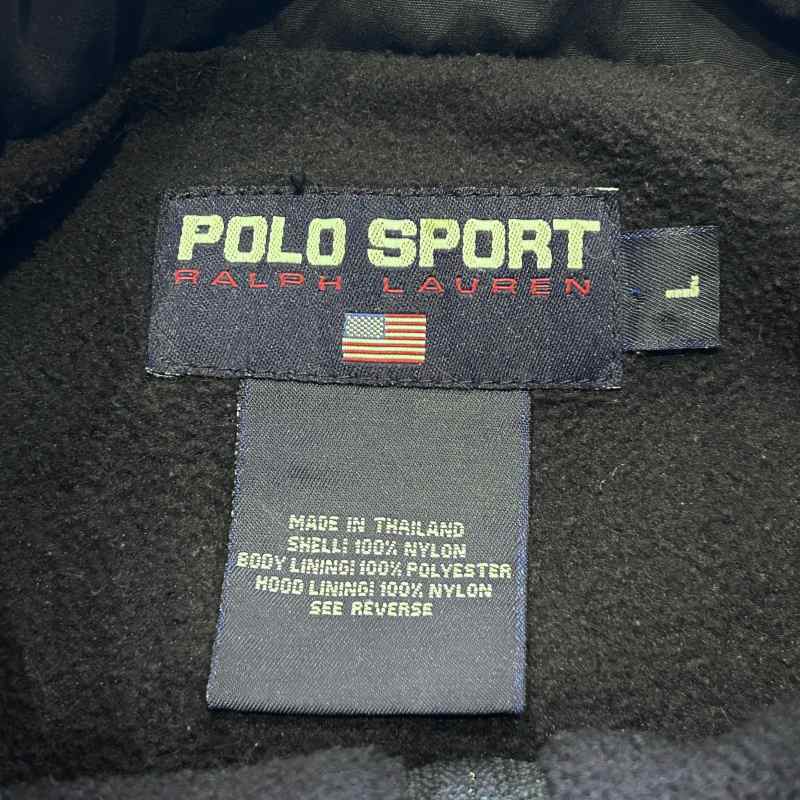 POLO SPORT
RALPH LAUREN
L
MADE IN THAILAND
SHELL: 100% NYLON
BODY LINING: 100% POLYESTER
HOOD LINING: 100% NYLON
SEE REVERSE